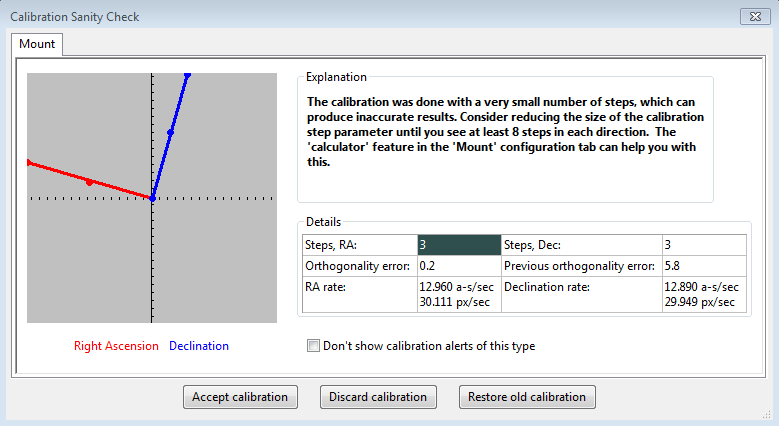 Calibration Sanity Check
Mount
Explanation
The calibration was done with a very small number of steps, which can
produce inaccurate results. Consider reducing the size of the calibration
step parameter until you see at least 8 steps in each direction.  The
'calculator' feature in the 'Mount' configuration tab can help you with
this.
Details
Steps, RA: 3 Steps, Dec: 3
Orthogonality error: 0.2 Previous orthogonality error: 5.8
RA rate: 12.960 a-s/sec Declination rate: 12.890 a-s/sec
30.111 px/sec 29.949 px/sec
Right Ascension Declination
Don't show calibration alerts of this type
Accept calibration Discard calibration Restore old calibration